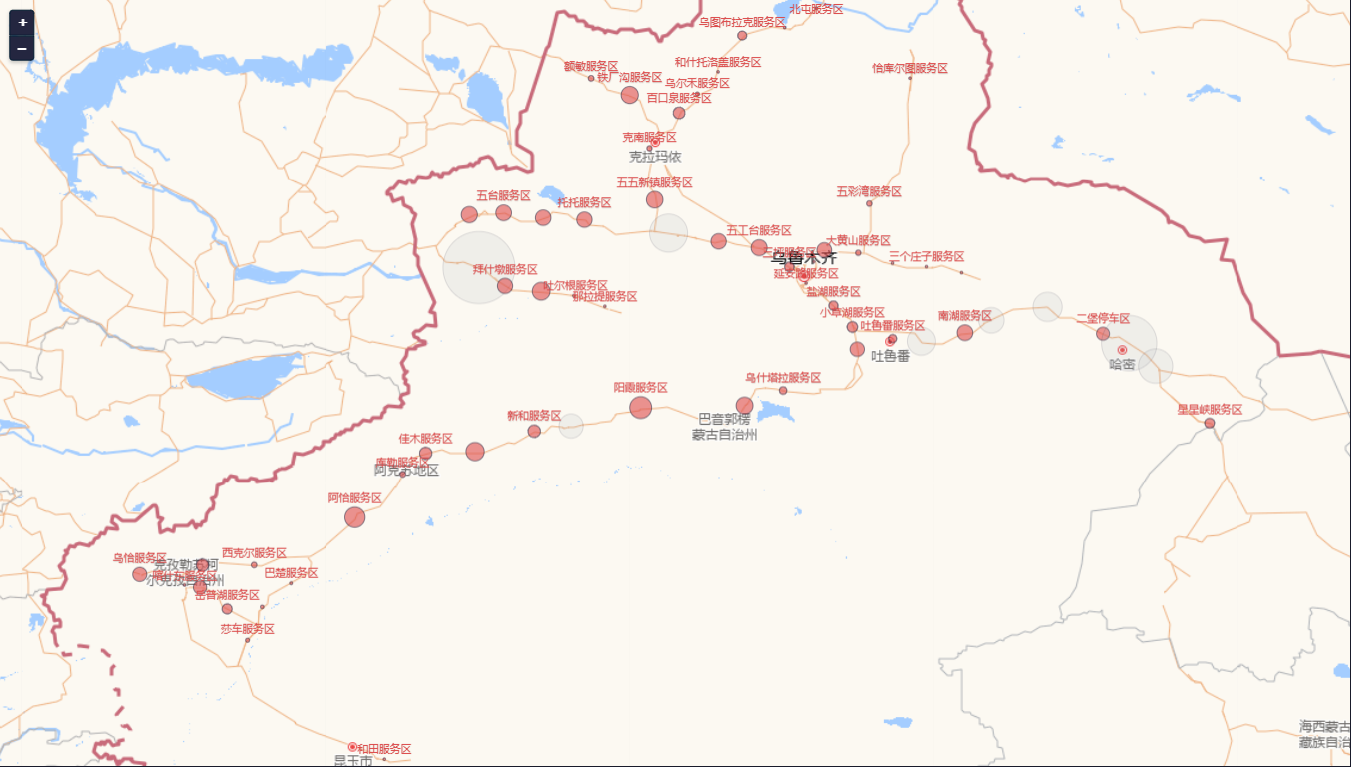 +
−
北屯服务区
乌图布拉克服务区
和什托洛盖服务区
额敏服务区
铁厂沟服务区
恰库尔图服务区
乌尔禾服务区
百口泉服务区
克南服务区
克拉玛依
五五新镇服务区
五彩湾服务区
五台服务区
托托服务区
五工台服务区
大黄山服务区
乌鲁木齐
三个庄子服务区
拜什墩服务区
吐尔根服务区
那拉提服务区
盐湖服务区
小草湖服务区
吐鲁番服务区
吐鲁番
南湖服务区
二堡停车区
哈密
乌什塔拉服务区
阳霞服务区
新和服务区
巴音郭楞
蒙古自治州
星星峡服务区
佳木服务区
库勒服务区
阿克苏地区
阿恰服务区
乌恰服务区
克孜勒苏柯
尔克孜自治州
西克尔服务区
巴楚服务区
岳普湖服务区
莎车服务区
和田服务区
昆玉市
海西蒙古
藏族自治